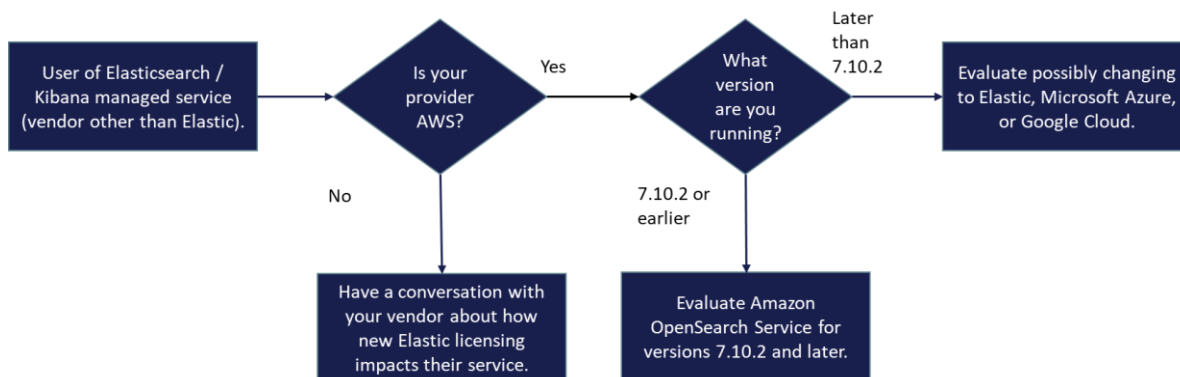 User of Elasticsearch /
Kibana managed service
(vendor other than Elastic).
Is your
provider
AWS?
Yes
What
version
are you
running?
Later
than
7.10.2
Evaluate possibly changing
to Elastic, Microsoft Azure,
or Google Cloud.
No
7.10.2 or
earlier
Have a conversation with
your vendor about how
new Elastic licensing
impacts their service.
Evaluate Amazon
OpenSearch Service for
versions 7.10.2 and later.